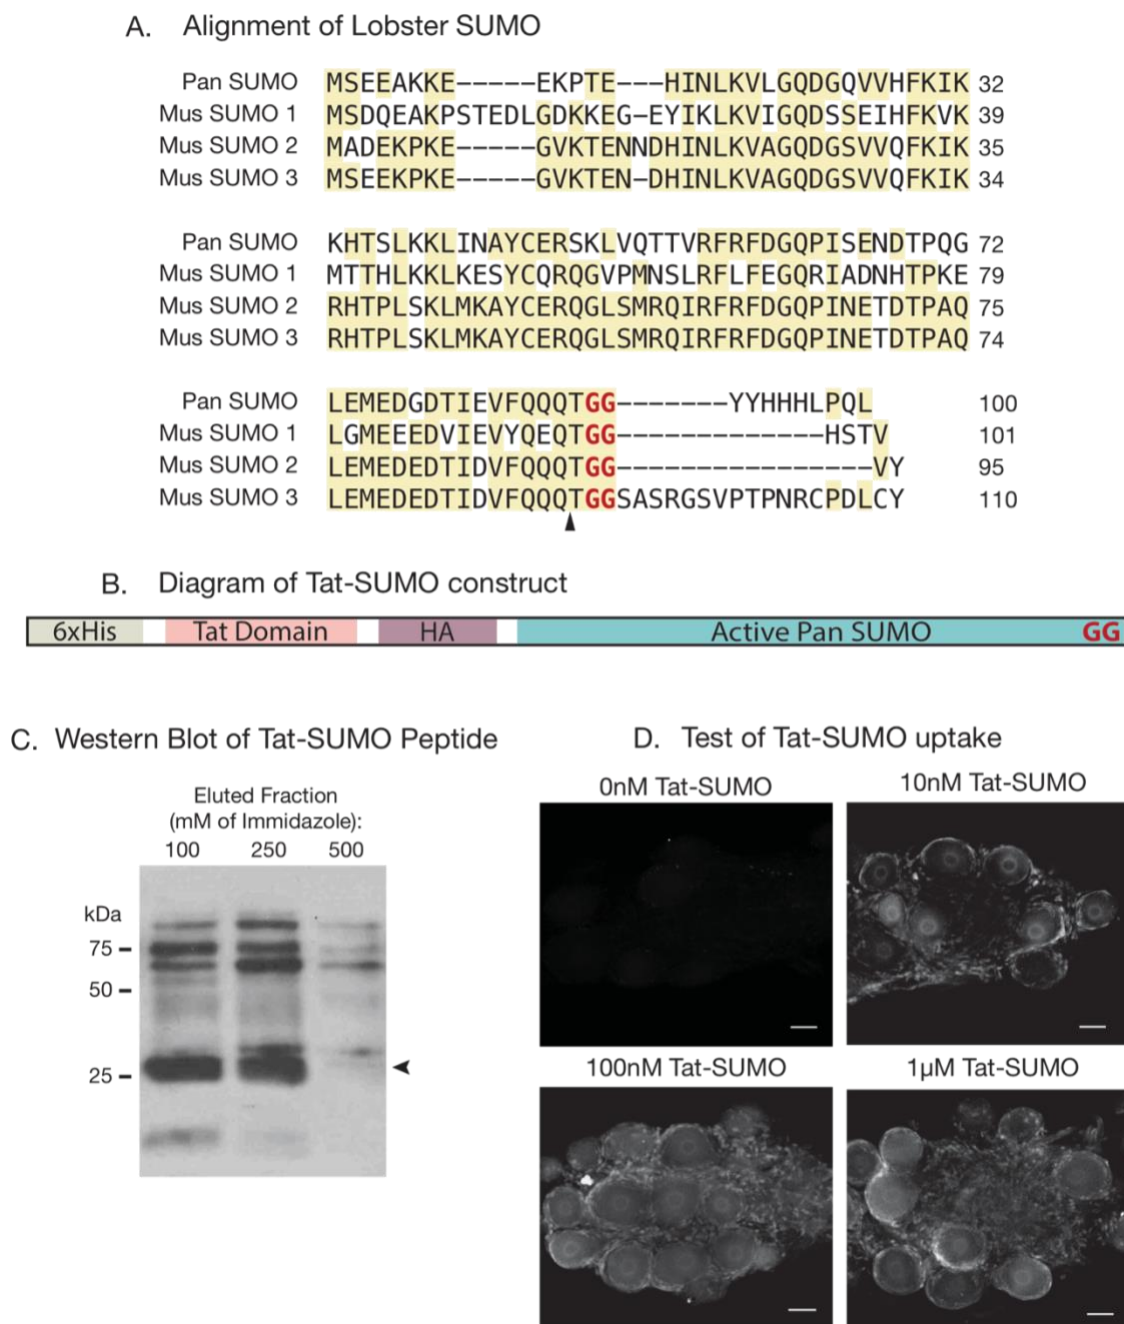 A. Alignment of Lobster SUMO
Pan SUMO MSEEAKKE-----EKPTE---HINLKVLGQDGQVVHFKIK 32
Mus SUMO 1 MSDQEAKPSTEDLGDKKEG-EYIKLKVIGQDSSEIHFKVK 39
Mus SUMO 2 MADEKPKE-----GVKTENNDHINLKVAGQDGSVVQFKIK 35
Mus SUMO 3 MSEEKPKE-----GVKTEN-DHINLKVAGQDGSVVQFKIK 34
Pan SUMO KHTSLKKLINAYCERSKLVQTTVRFRFDGQPISENDTPQG 72
Mus SUMO 1 MTTHLKKLKESYCQRQGVPMNSLRFLFEGQRIADNHTPKE 79
Mus SUMO 2 RHTPLSKLMKAYCERQGLSMRQIRFRFDGQPINETDTPAQ 75
Mus SUMO 3 RHTPLSKLMKAYCERQGLSMRQIRFRFDGQPINETDTPAQ 74
Pan SUMO LEMEDGDTIEVFQQQTGG-------YYHHHLPQL 100
Mus SUMO 1 LGMEEEDVIEVYQEQTGG-------------HSTV 101
Mus SUMO 2 LEMEDEDTIDVFQQQTGG----------------VY 95
Mus SUMO 3 LEMEDEDTIDVFQQQTGGSASRGSVPTPNRCPDLCY 110
B. Diagram of Tat-SUMO construct
6xHis Tat Domain HA Active Pan SUMO GG
C. Western Blot of Tat-SUMO Peptide
Eluted Fraction
(mM of Immidazole):
100 250 500
kDa
75
50
25
D. Test of Tat-SUMO uptake
0nM Tat-SUMO
10nM Tat-SUMO
100nM Tat-SUMO
1µM Tat-SUMO